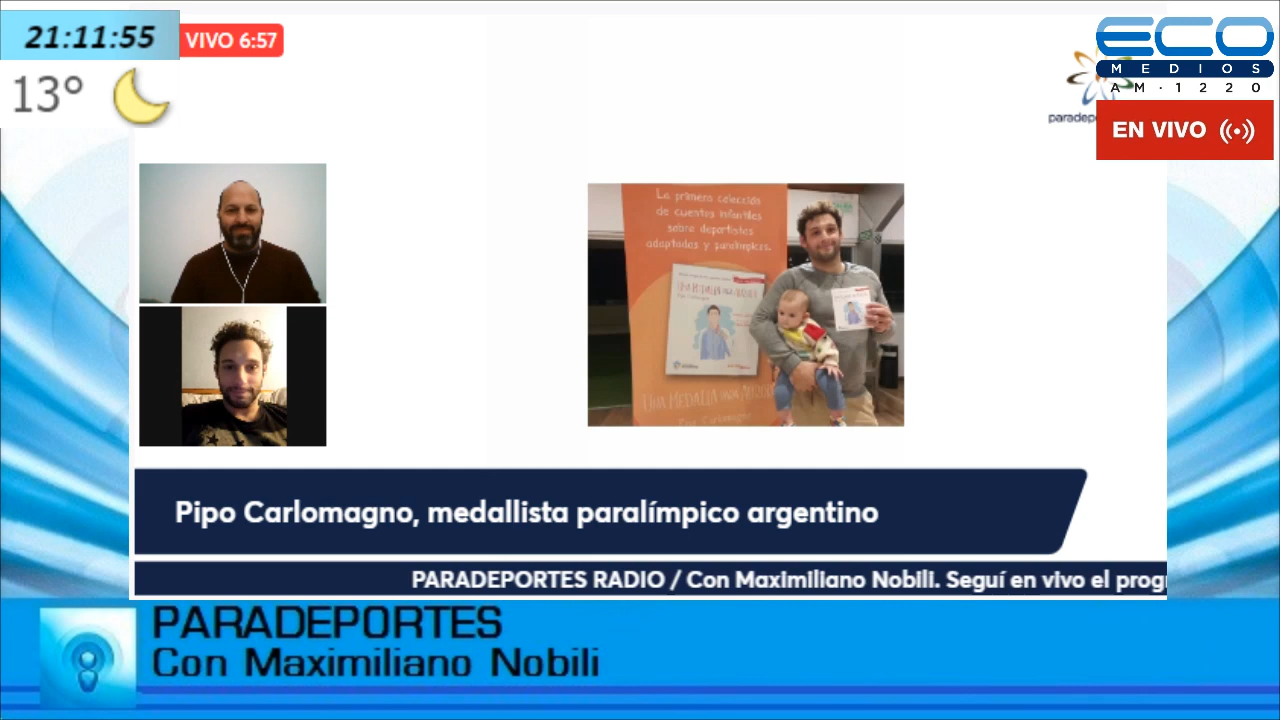 21:11:55
VIVO 6:57
13°
ECO
MEDIOS
AM·1220
EN VIVO
La primera colección
de cuentos infantiles
sobre deportistas
adaptados y paralímpicos.
Pipo Carlomagno, medallista paralímpico argentino
PARADEPORTES RADIO / Con Maximiliano Nobili. Seguí en vivo el prog
PARADEPORTES
Con Maximiliano Nobili